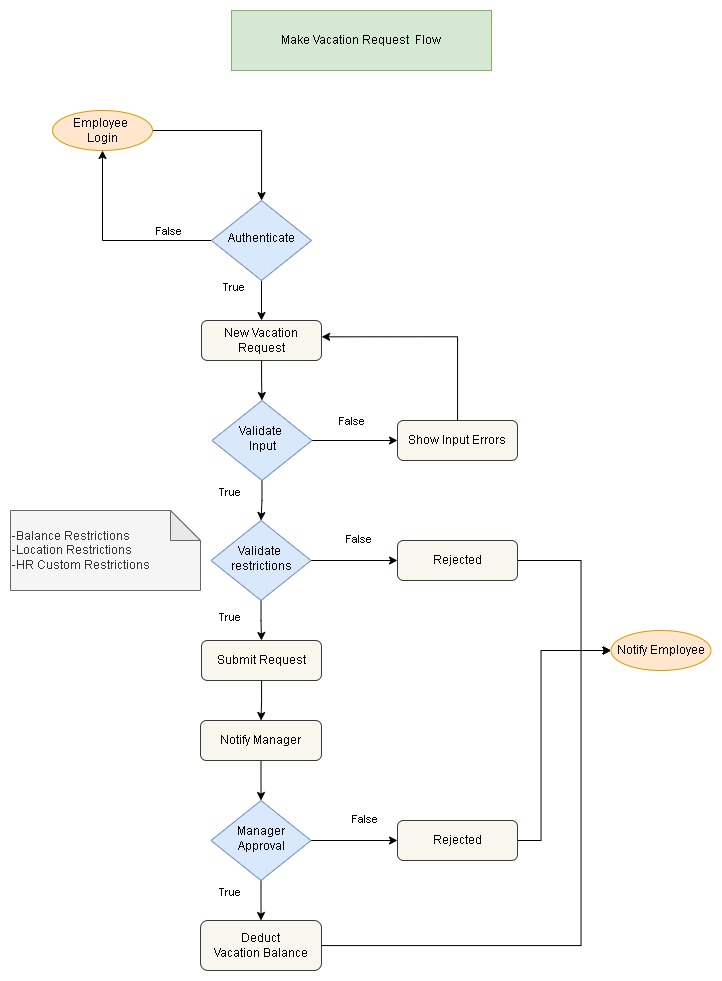 Make Vacation Request Flow
Employee
Login
False
Authenticate
True
New Vacation
Request
Validate
Input
False
Show Input Errors
True
-Balance Restrictions
-Location Restrictions
-HR Custom Restrictions
Validate
restrictions
False
Rejected
True
Submit Request
Notify Employee
Notify Manager
Manager
Approval
False
Rejected
True
Deduct
Vacation Balance